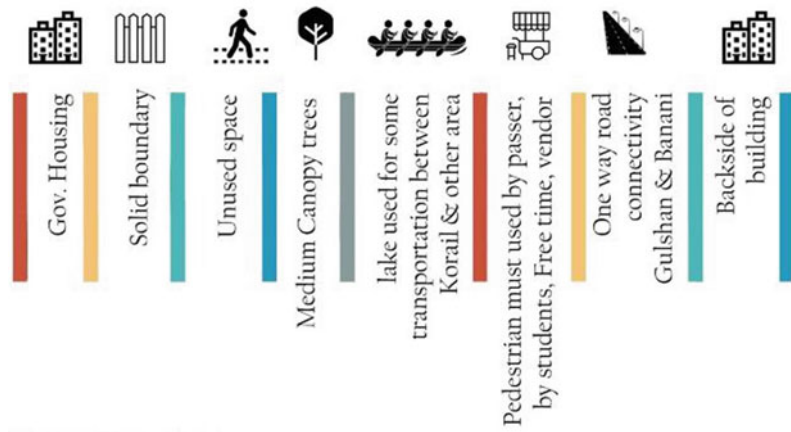 Gov. Housing
Solid boundary
Unused space
Medium Canopy trees
lake used for some
transportation between
Korail & other area
Pedestrian must used by passer,
by students, Free time, vendor
One way road
connectivity
Gulshan & Banani
Backside of
building